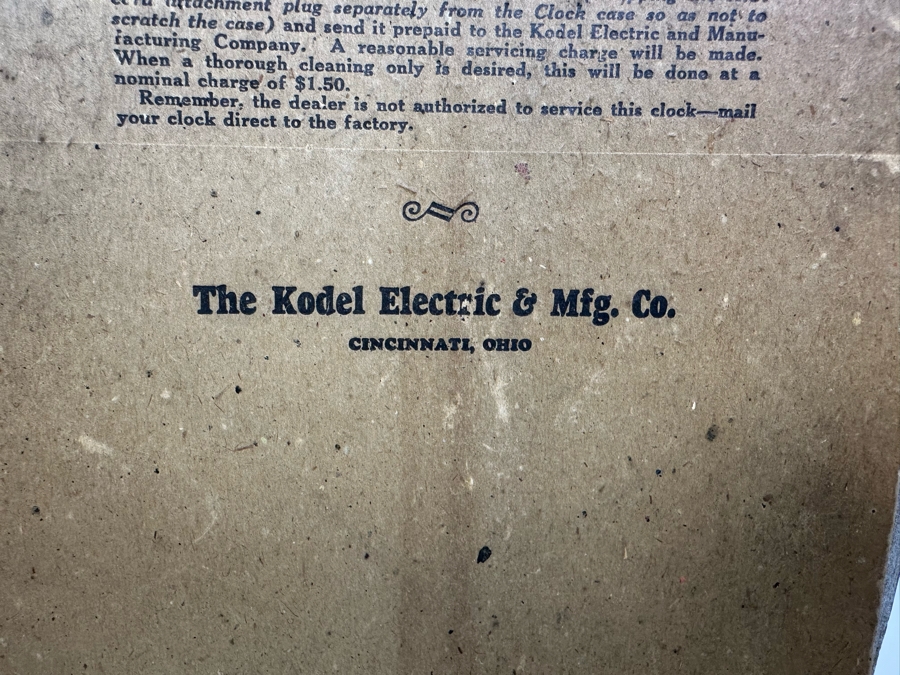 attachment plug separately from the Clock case so as not to
scratch the case) and send it prepaid to the Kodel Electric and Manu-
facturing Company. A reasonable servicing charge will be made.
When a thorough cleaning only is desired, this will be done at a
nominal charge of $1.50.
Remember, the dealer is not authorized to service this clock—mail
your clock direct to the factory.
The Kodel Electric & Mfg. Co.
CINCINNATI, OHIO